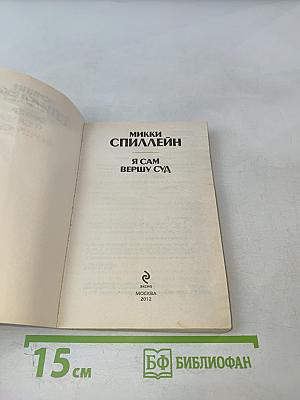 МИККИ
СПИЛЛЕЙН
Я САМ
ВЕРШУ СУД
ЭКСМО
МОСКВА
2012
15 см
БФ БИБЛИОФАН